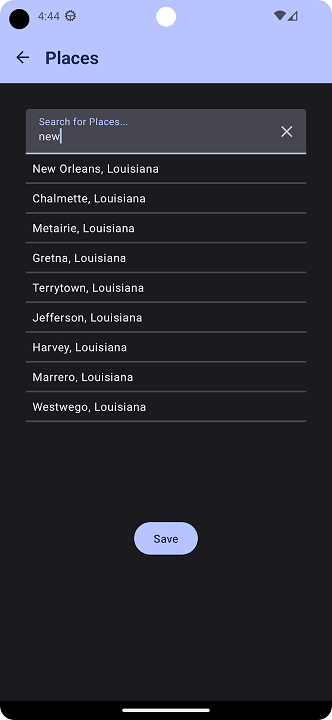 4:44
Places
Search for Places...
new
New Orleans, Louisiana
Chalmette, Louisiana
Metairie, Louisiana
Gretna, Louisiana
Terrytown, Louisiana
Jefferson, Louisiana
Harvey, Louisiana
Marrero, Louisiana
Westwego, Louisiana
Save